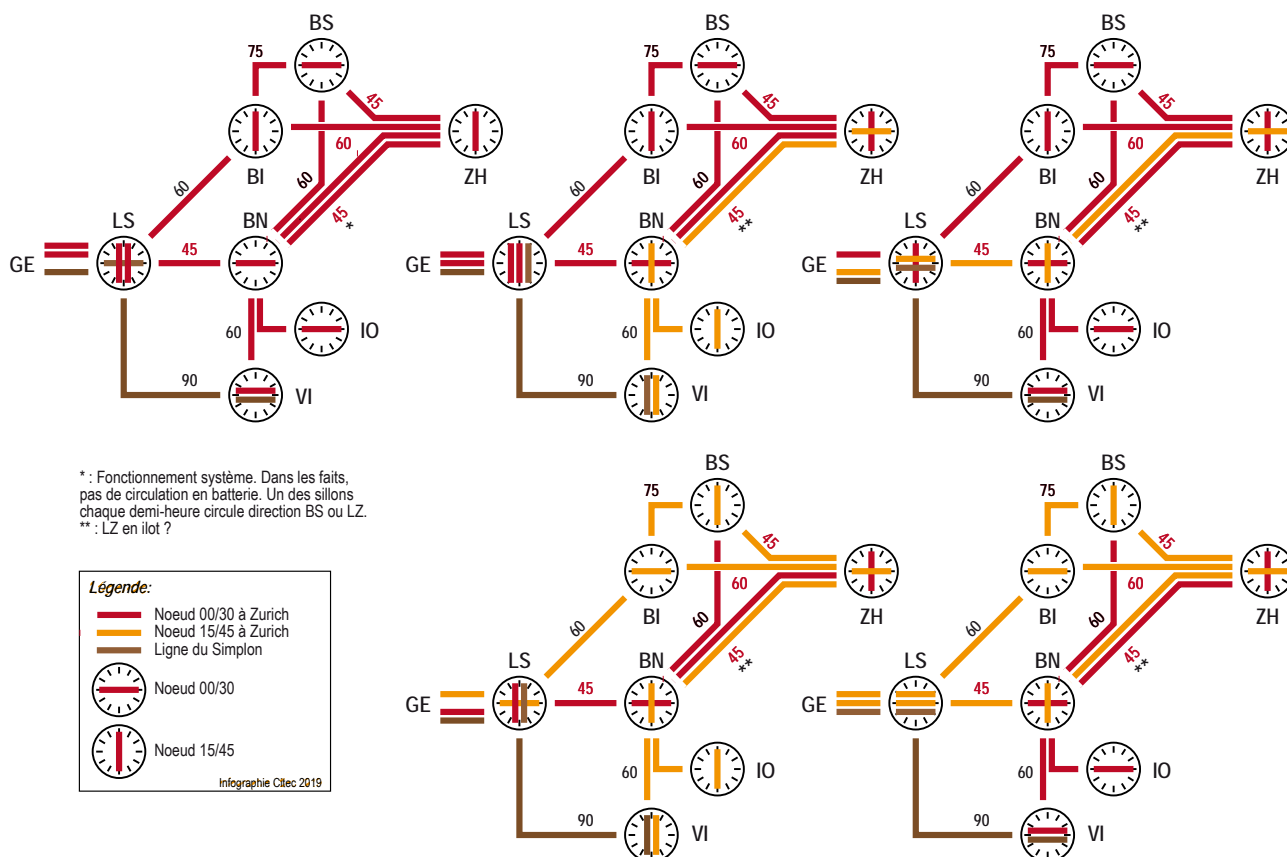 BS
75
45
BI
60
ZH
60
60
LS
BN
45
*
GE
45
60
IO
90
VI
BS
75
45
BI
60
ZH
60
60
LS
BN
45
**
GE
45
60
IO
90
VI
BS
75
45
BI
60
ZH
60
60
LS
BN
45
**
GE
45
60
IO
90
VI
* : Fonctionnement système. Dans les faits,
pas de circulation en batterie. Un des sillons
chaque demi-heure circule direction BS ou LZ.
** : LZ en ilot ?
Légende:
Noeud 00/30 à Zurich
Noeud 15/45 à Zurich
Ligne du Simplon
Noeud 00/30
Noeud 15/45
Infographie Citec 2019
BS
75
45
BI
60
ZH
60
60
LS
BN
45
**
GE
45
60
IO
90
VI
BS
75
45
BI
60
ZH
60
60
LS
BN
45
**
GE
45
60
IO
90
VI